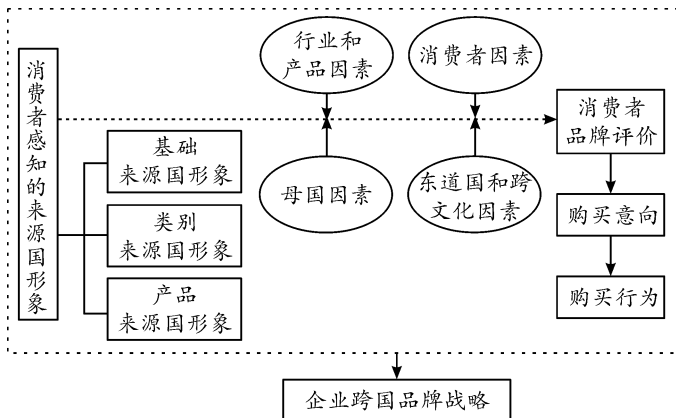 消费者感知的来源国形象
行业和
产品因素
消费者因素
母国因素
东道国和跨
文化因素
基础
来源国形象
类别
来源国形象
产品
来源国形象
消费者
品牌评价
购买意向
购买行为
企业跨国品牌战略